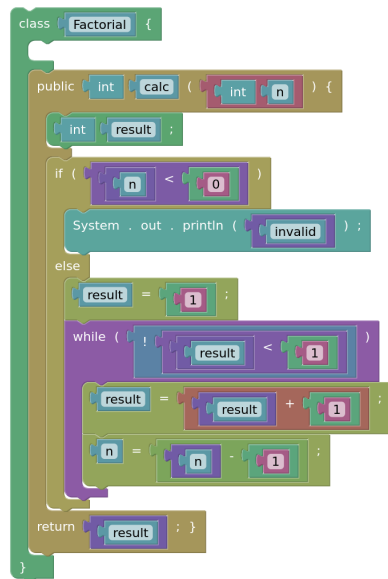 class Factorial {
public int calc ( int n ) {
int result ;
if ( n < 0 )
System . out . println ( invalid ) ;
else
result = 1 ;
while ( ! result < 1 )
result = result + 1 ;
n = n - 1 ;
return result ; }
}